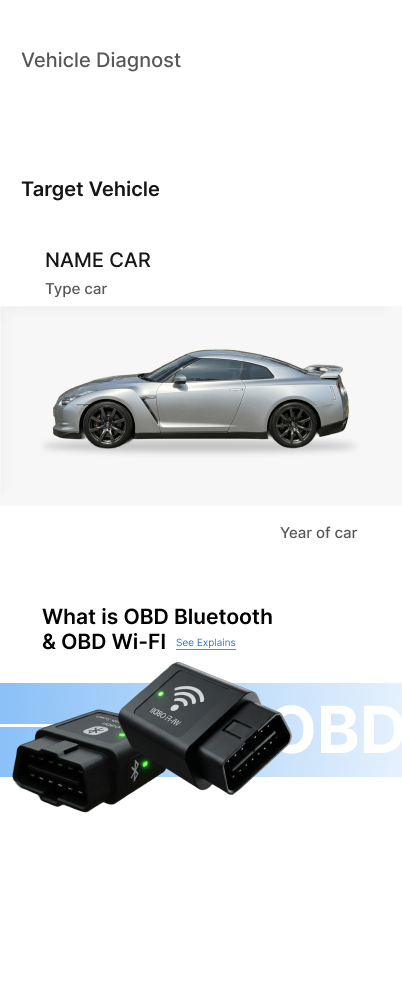 Vehicle Diagnost
Target Vehicle
NAME CAR
Type car
Year of car
What is OBD Bluetooth
& OBD Wi-FI See Explains
OBD